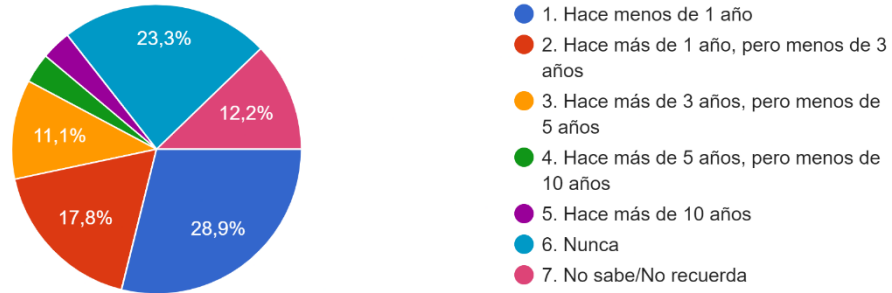 23,3%
12,2%
11,1%
17,8%
28,9%
1. Hace menos de 1 año
2. Hace más de 1 año, pero menos de 3
años
3. Hace más de 3 años, pero menos de
5 años
4. Hace más de 5 años, pero menos de
10 años
5. Hace más de 10 años
6. Nunca
7. No sabe/No recuerda